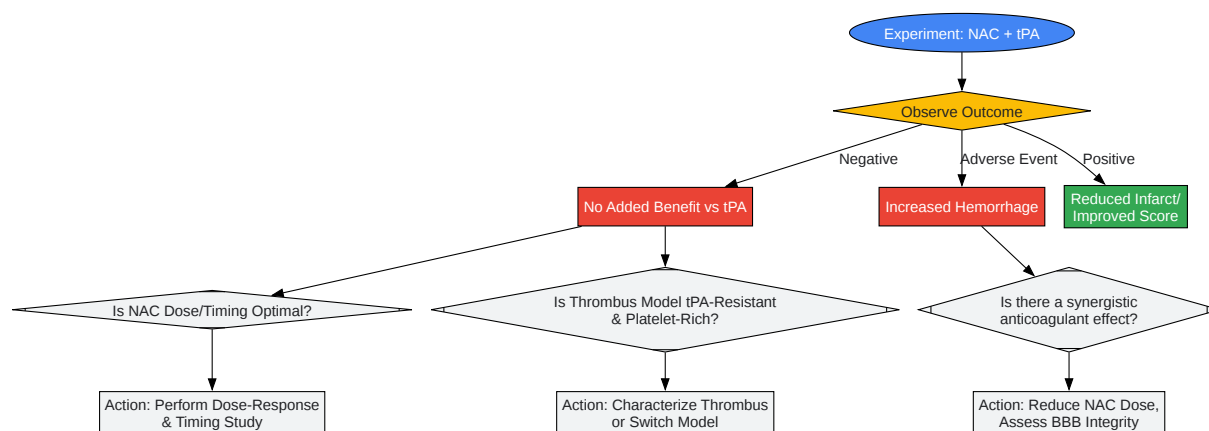 Experiment: NAC + tPA
Observe Outcome
Negative
Adverse Event
Positive
No Added Benefit vs tPA
Increased Hemorrhage
Reduced Infarct/
Improved Score
Is NAC Dose/Timing Optimal?
Is Thrombus Model tPA-Resistant
& Platelet-Rich?
Is there a synergistic
anticoagulant effect?
Action: Perform Dose-Response
& Timing Study
Action: Characterize Thrombus
or Switch Model
Action: Reduce NAC Dose,
Assess BBB Integrity